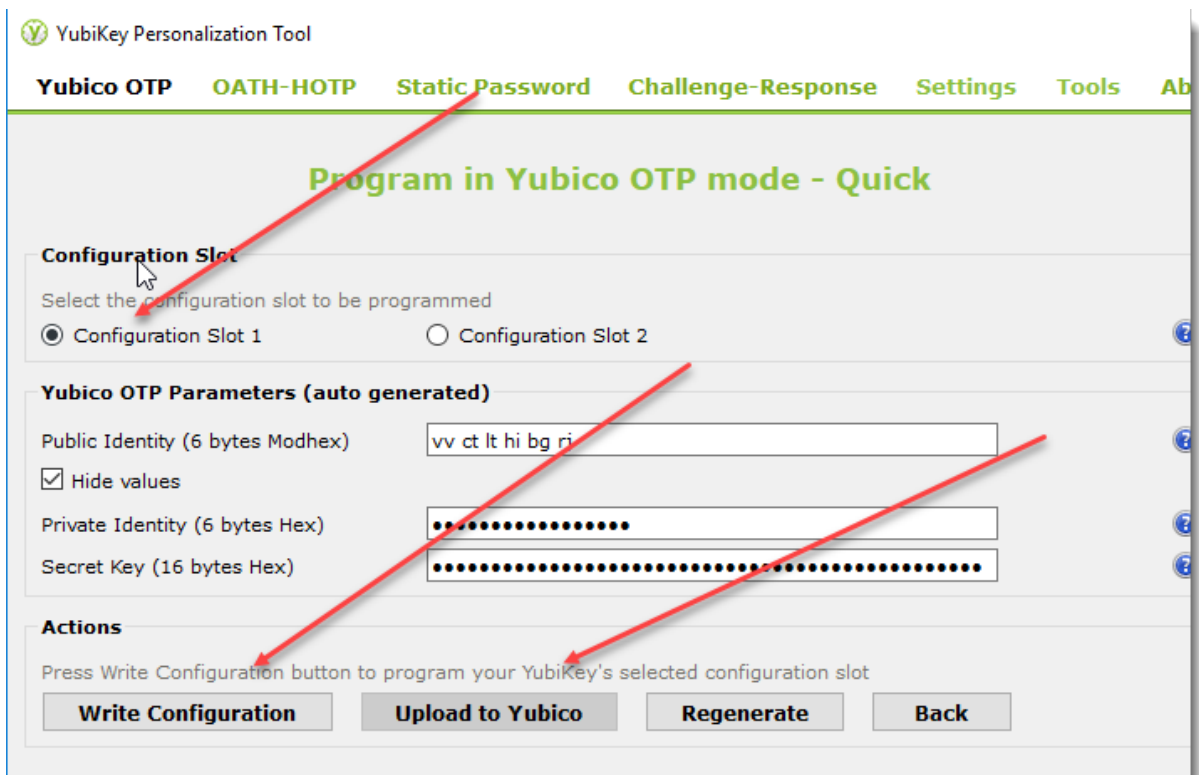 YubiKey Personalization Tool
Yubico OTP OATH-HOTP Static Password Challenge-Response Settings Tools Ab
Program in Yubico OTP mode - Quick
Configuration Slot
Select the configuration slot to be programmed
Configuration Slot 1 Configuration Slot 2
Yubico OTP Parameters (auto generated)
Public Identity (6 bytes Modhex) vv ct lt hi bg
Hide values
Private Identity (6 bytes Hex) •••••••••••••••••
Secret Key (16 bytes Hex) •••••••••••••••••••••••••••••••••••••••••••••••
Actions
Press Write Configuration button to program your YubiKey's selected configuration slot
Write Configuration Upload to Yubico Regenerate Back